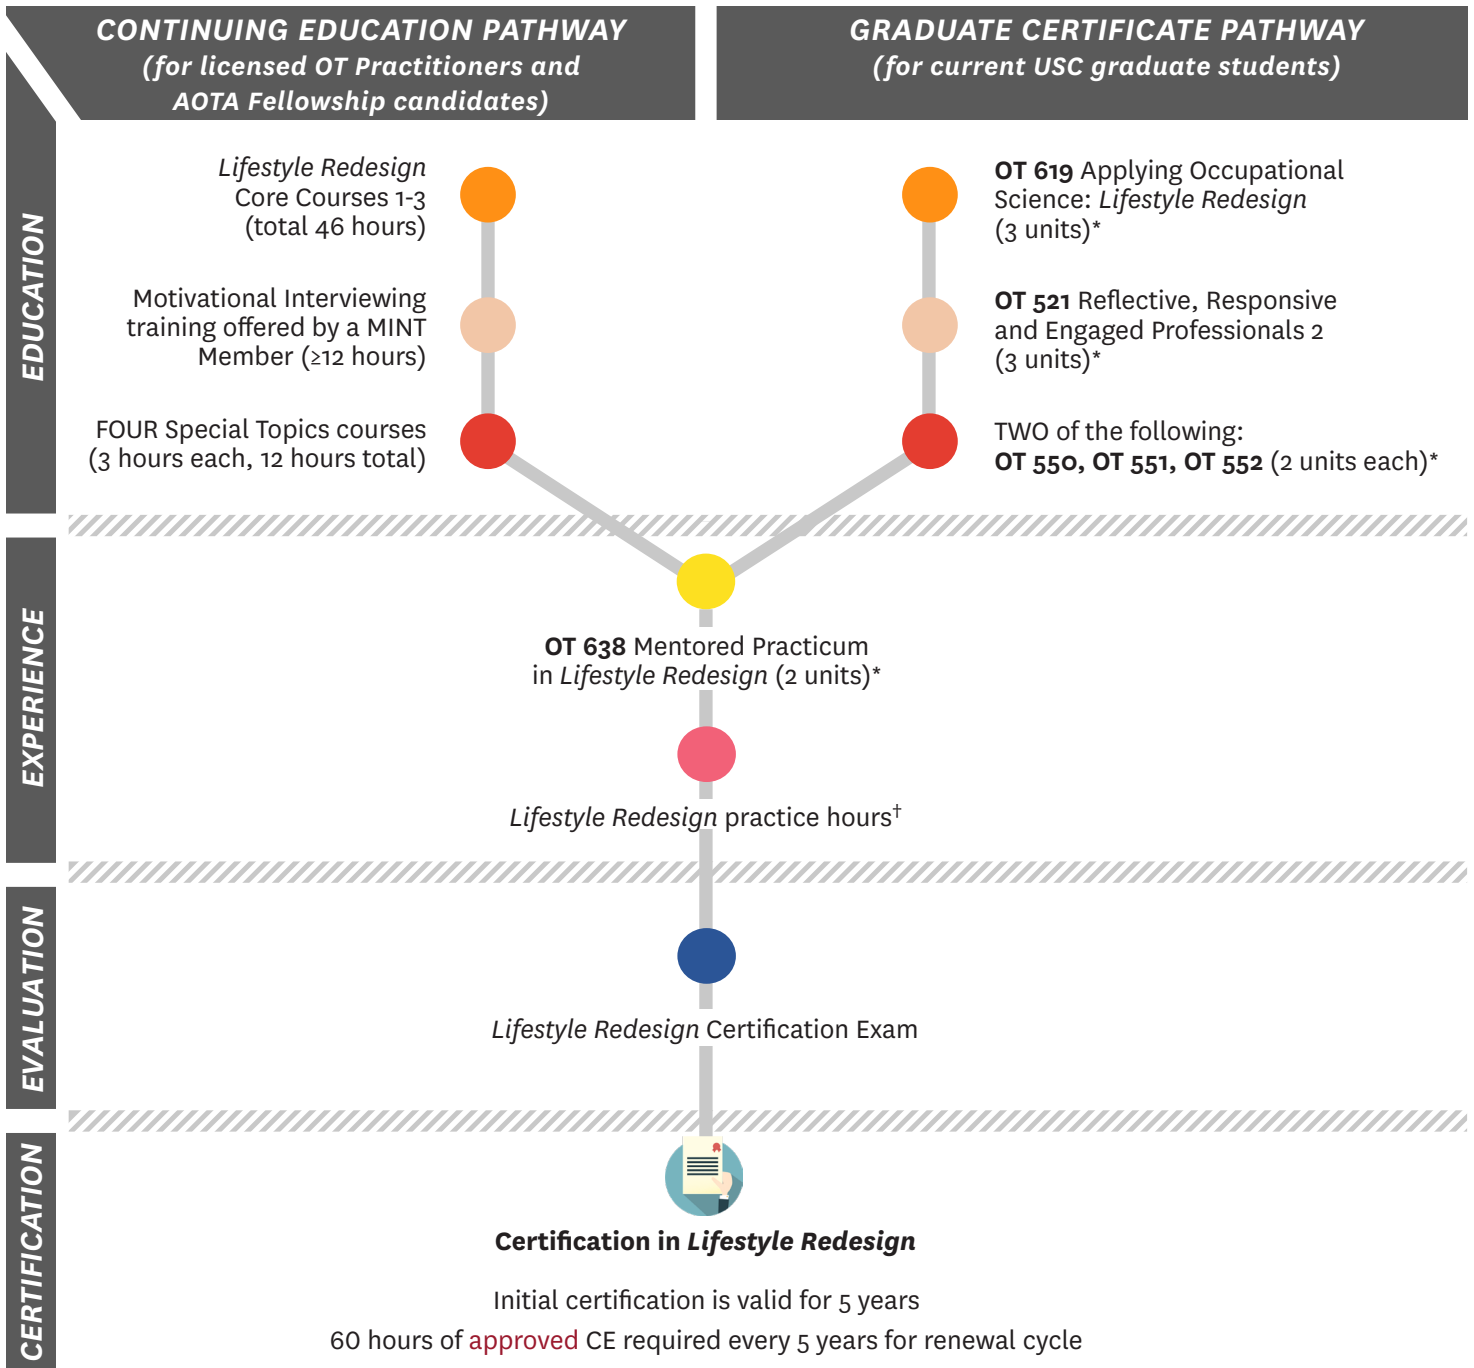 CONTINUING EDUCATION PATHWAY
(for licensed OT Practitioners and
AOTA Fellowship candidates)
GRADUATE CERTIFICATE PATHWAY
(for current USC graduate students)
EDUCATION
Lifestyle Redesign
Core Courses 1-3
(total 46 hours)
OT 619 Applying Occupational
Science: Lifestyle Redesign
(3 units)*
Motivational Interviewing
training offered by a MINT
Member (≥12 hours)
OT 521 Reflective, Responsive
and Engaged Professionals 2
(3 units)*
FOUR Special Topics courses
(3 hours each, 12 hours total)
TWO of the following:
OT 550, OT 551, OT 552 (2 units each)*
EXPERIENCE
OT 638 Mentored Practicum
in Lifestyle Redesign (2 units)*
Lifestyle Redesign practice hours†
EVALUATION
Lifestyle Redesign Certification Exam
CERTIFICATION
Certification in Lifestyle Redesign
Initial certification is valid for 5 years
60 hours of approved CE required every 5 years for renewal cycle